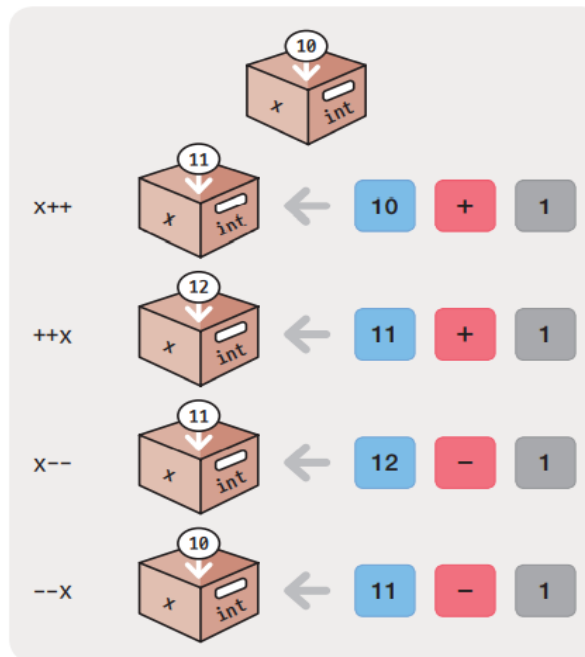 10
x int
11
x++ x int 10 + 1
12
++x x int 11 + 1
11
x-- x int 12 - 1
10
--x x int 11 - 1